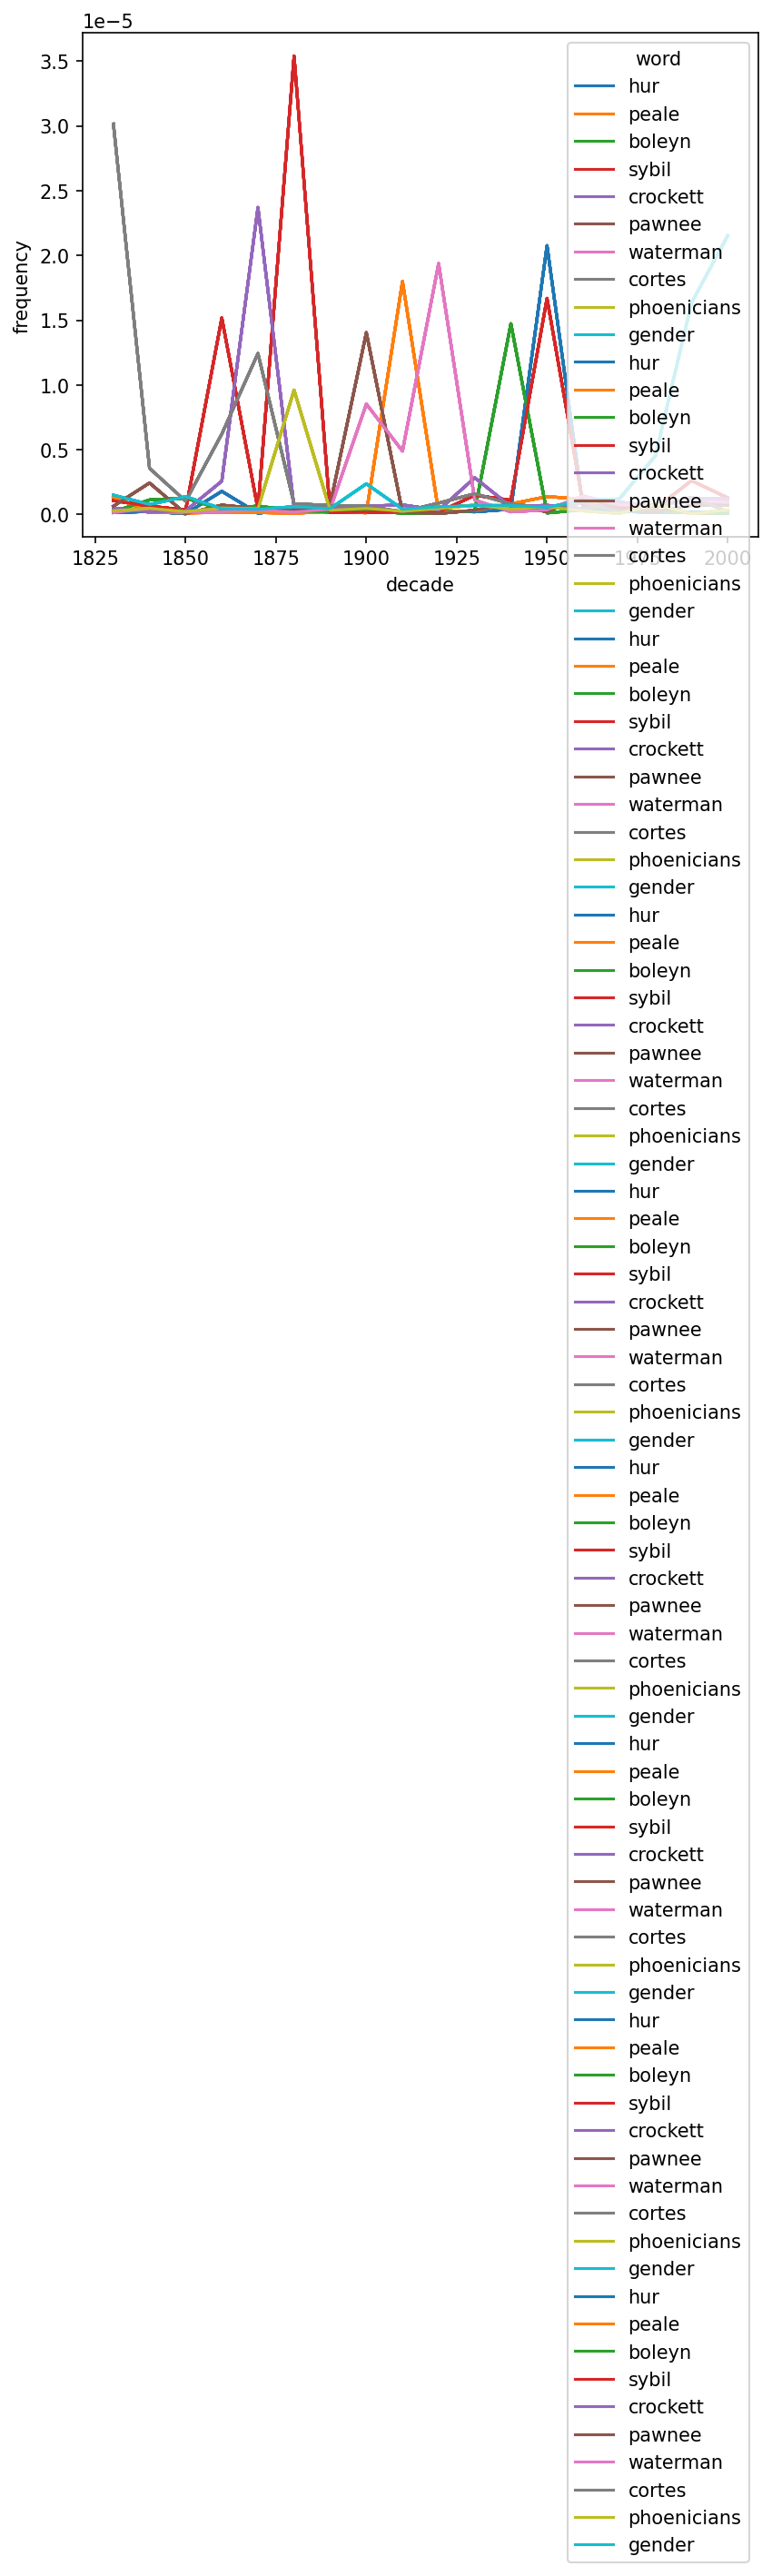 1e−5
3.5
3.0
2.5
2.0
1.5
1.0
0.5
0.0
frequency
1825 1850 1875 1900 1925 1950 1975 2000
decade
word
hur
peale
boleyn
sybil
crockett
pawnee
waterman
cortes
phoenicians
gender
hur
peale
boleyn
sybil
crockett
pawnee
waterman
cortes
phoenicians
gender
hur
peale
boleyn
sybil
crockett
pawnee
waterman
cortes
phoenicians
gender
hur
peale
boleyn
sybil
crockett
pawnee
waterman
cortes
phoenicians
gender
hur
peale
boleyn
sybil
crockett
pawnee
waterman
cortes
phoenicians
gender
hur
peale
boleyn
sybil
crockett
pawnee
waterman
cortes
phoenicians
gender
hur
peale
boleyn
sybil
crockett
pawnee
waterman
cortes
phoenicians
gender
hur
peale
boleyn
sybil
crockett
pawnee
waterman
cortes
phoenicians
gender
hur
peale
boleyn
sybil
crockett
pawnee
waterman
cortes
phoenicians
gender